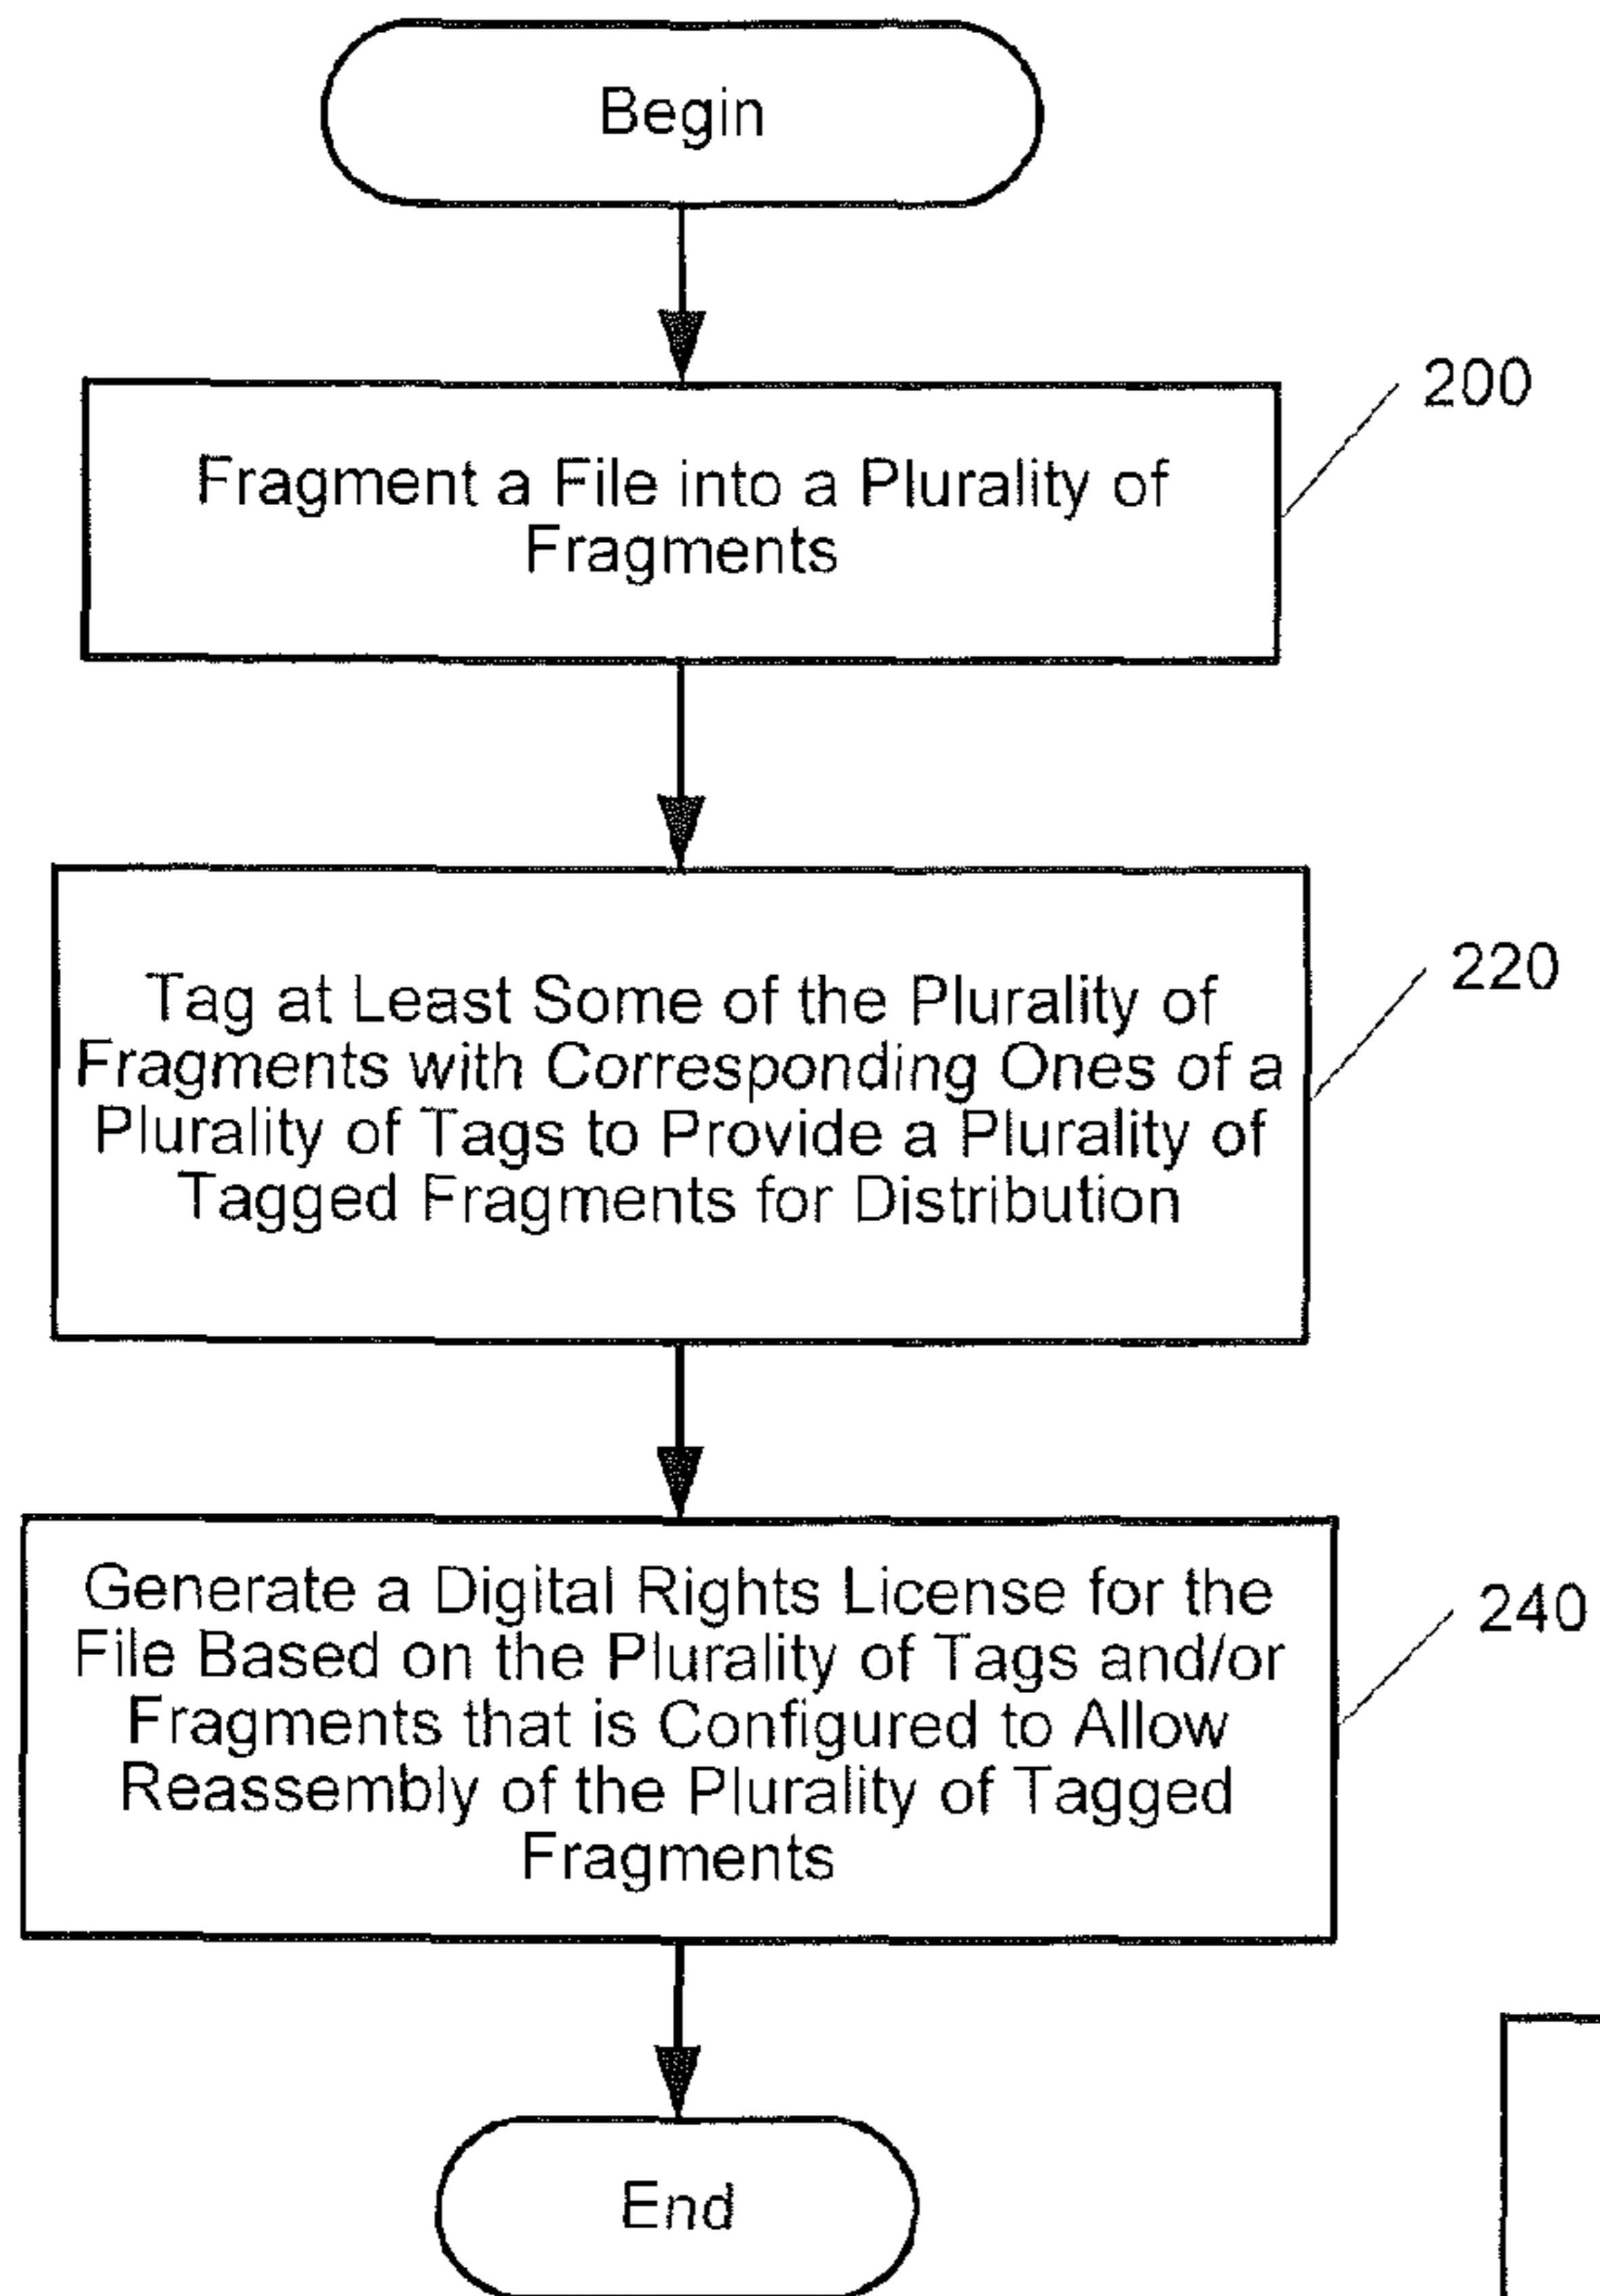 Begin
200
Fragment a File into a Plurality of
Fragments
220
Tag at Least Some of the Plurality of
Fragments with Corresponding Ones of a
Plurality of Tags to Provide a Plurality of
Tagged Fragments for Distribution
240
Generate a Digital Rights License for the
File Based on the Plurality of Tags and/or
Fragments that is Configured to Allow
Reassembly of the Plurality of Tagged
Fragments
End